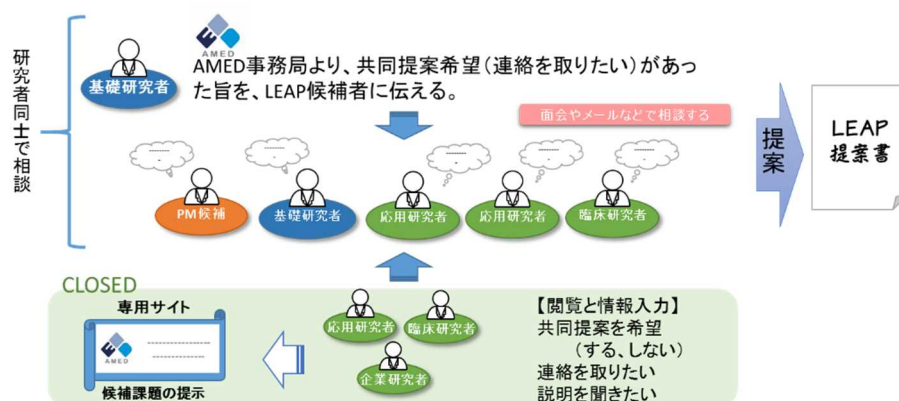 研究者同士で相談
AMED
基礎研究者
AMED事務局より、共同提案希望(連絡を取りたい)があっ
た旨を、LEAP候補者に伝える。
面会やメールなどで相談する
PM候補
基礎研究者
応用研究者
応用研究者
臨床研究者
提案
LEAP
提案書
CLOSED
専用サイト
AMED
候補課題の提示
応用研究者
臨床研究者
企業研究者
【閲覧と情報入力】
共同提案を希望
(する、しない)
連絡を取りたい
説明を聞きたい